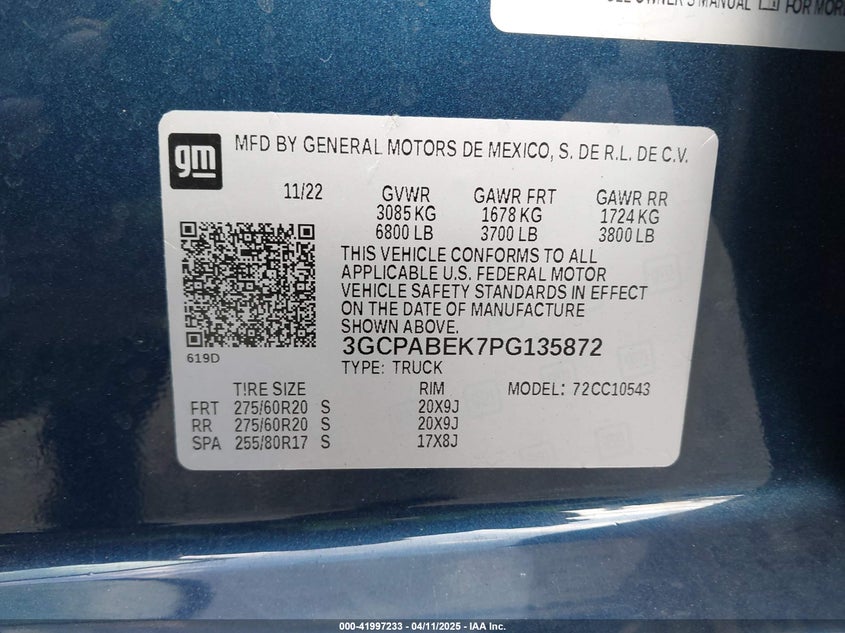 OWNER'S MANUAL FOR MORE
gm
MFD BY GENERAL MOTORS DE MEXICO, S. DE R.L. DE C.V.
11/22 GVWR GAWR FRT GAWR RR
3085 KG 1678 KG 1724 KG
6800 LB 3700 LB 3800 LB
THIS VEHICLE CONFORMS TO ALL
APPLICABLE U.S. FEDERAL MOTOR
VEHICLE SAFETY STANDARDS IN EFFECT
ON THE DATE OF MANUFACTURE
SHOWN ABOVE.
619D
3GCPABEK7PG135872
TYPE: TRUCK
TIRE SIZE RIM MODEL: 72CC10543
FRT 275/60R20 S 20X9J
RR 275/60R20 S 20X9J
SPA 255/80R17 S 17X8J
000-41997233 - 04/11/2025 - IAA Inc.